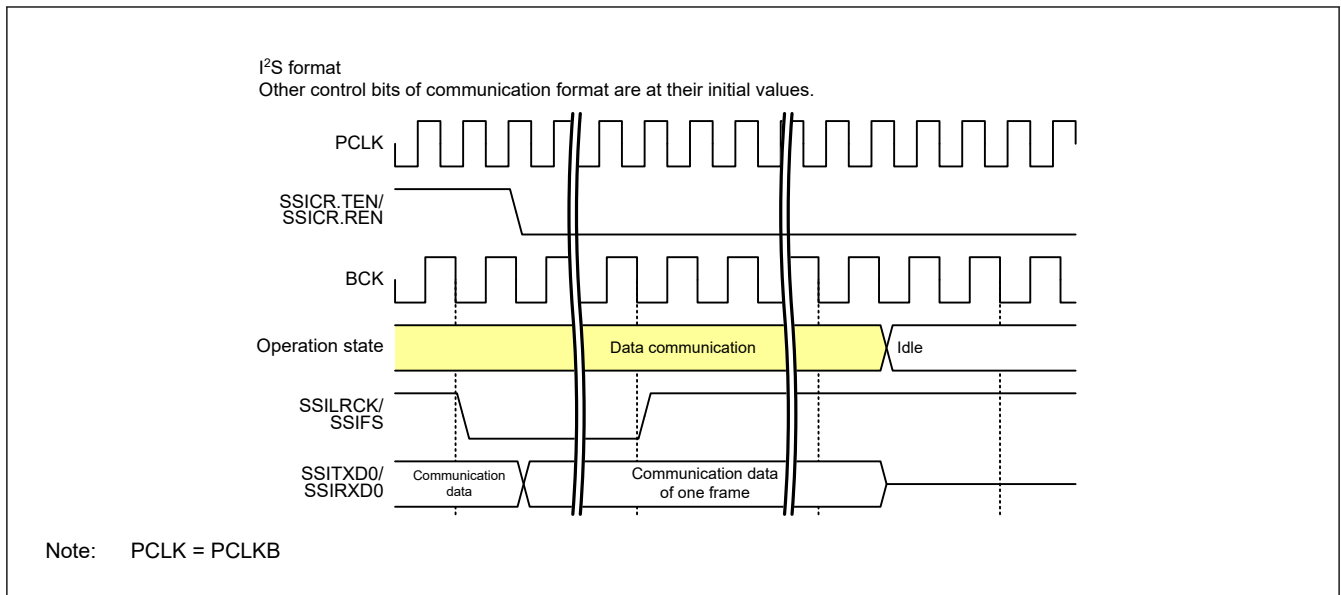 I²S format
Other control bits of communication format are at their initial values.
PCLK
SSICR.TEN/
SSICR.REN
BCK
Operation state
Data communication
Idle
SSILRCK/
SSIFS
SSITXD0/
SSIRXD0
Communication
data
Communication data
of one frame
Note: PCLK = PCLKB